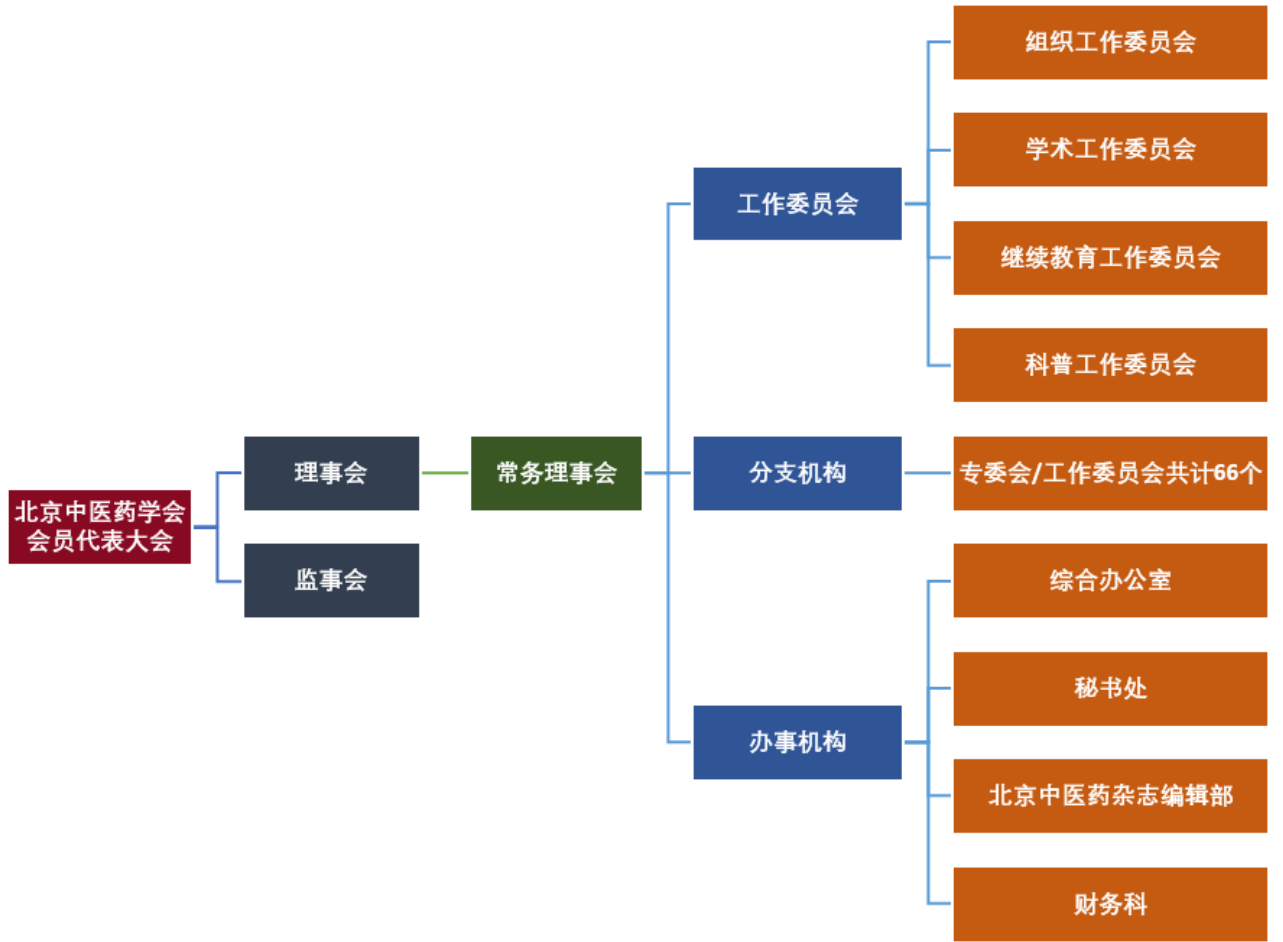 北京中医药学会
会员代表大会
理事会
监事会
常务理事会
工作委员会
组织工作委员会
学术工作委员会
继续教育工作委员会
科普工作委员会
分支机构
专委会/工作委员会共计66个
办事机构
综合办公室
秘书处
北京中医药杂志编辑部
财务科